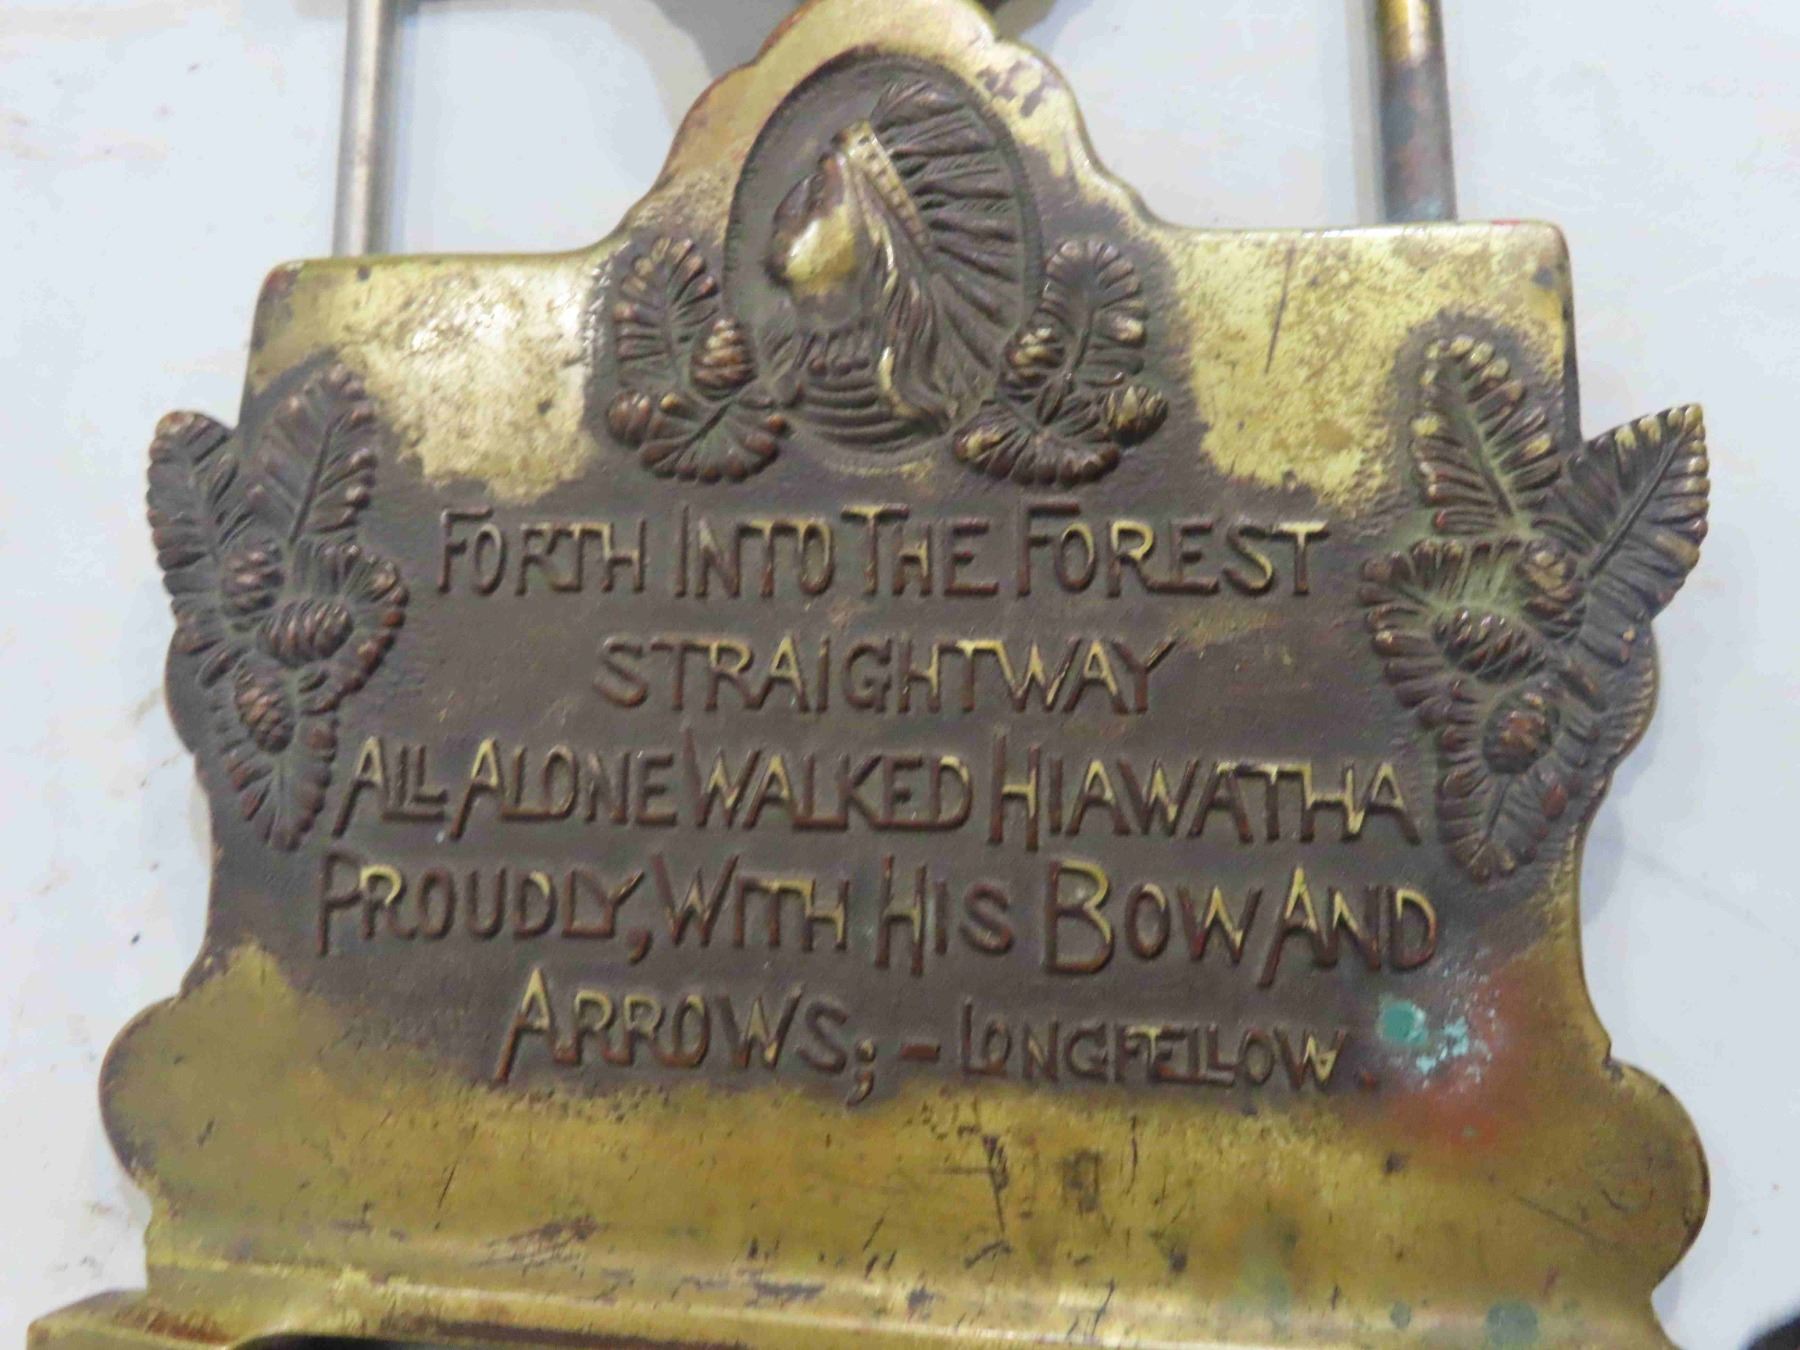 Forth Into The Forest
Straightway
All Alone Walked Hiawatha
Proudly, With His Bow And
Arrows; - Longfellow.